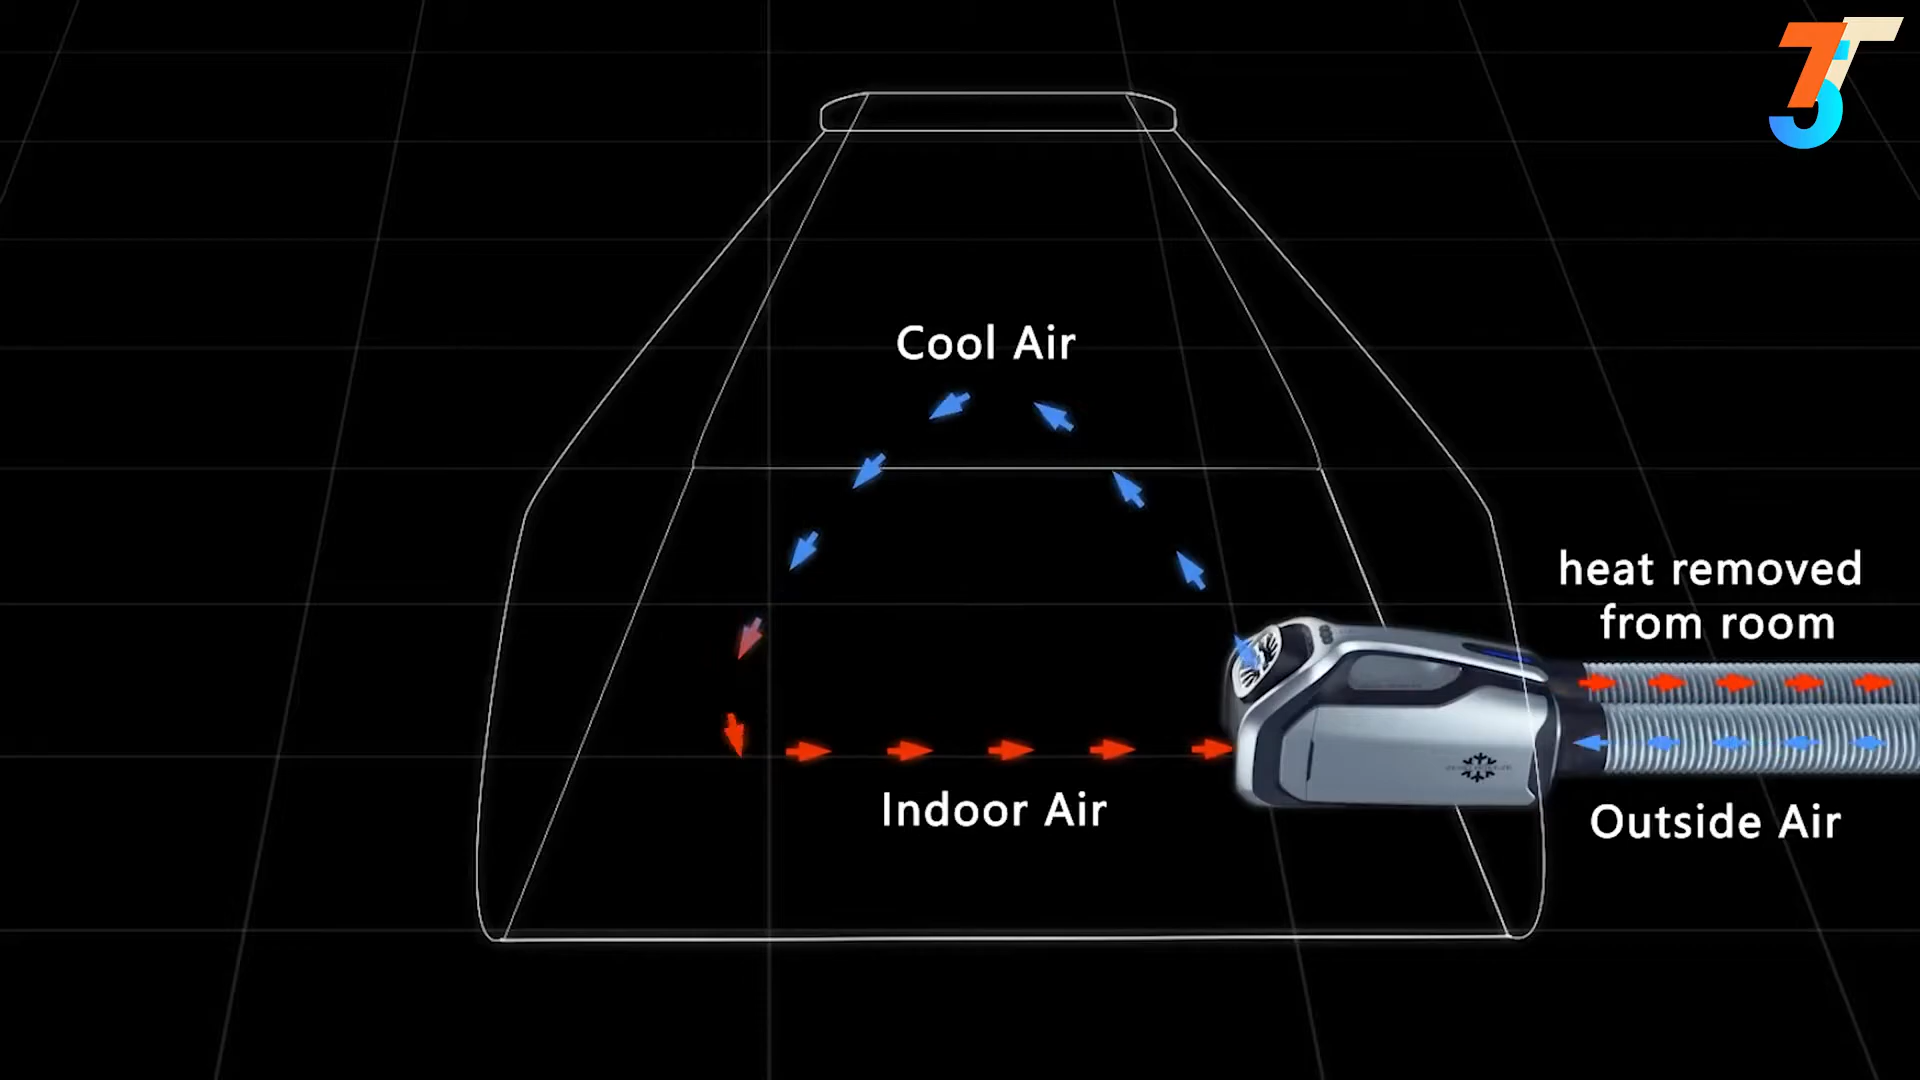 Cool Air
heat removed
from room
Indoor Air
Outside Air